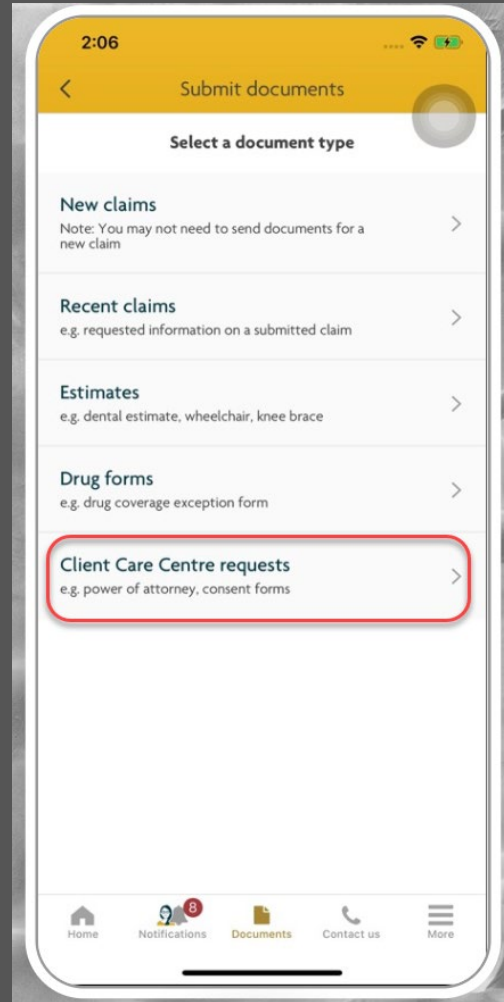 2:06
Submit documents
Select a document type
New claims
Note: You may not need to send documents for a
new claim
Recent claims
e.g. requested information on a submitted claim
Estimates
e.g. dental estimate, wheelchair, knee brace
Drug forms
e.g. drug coverage exception form
Client Care Centre requests
e.g. power of attorney, consent forms
8
Home Notifications Documents Contact us More